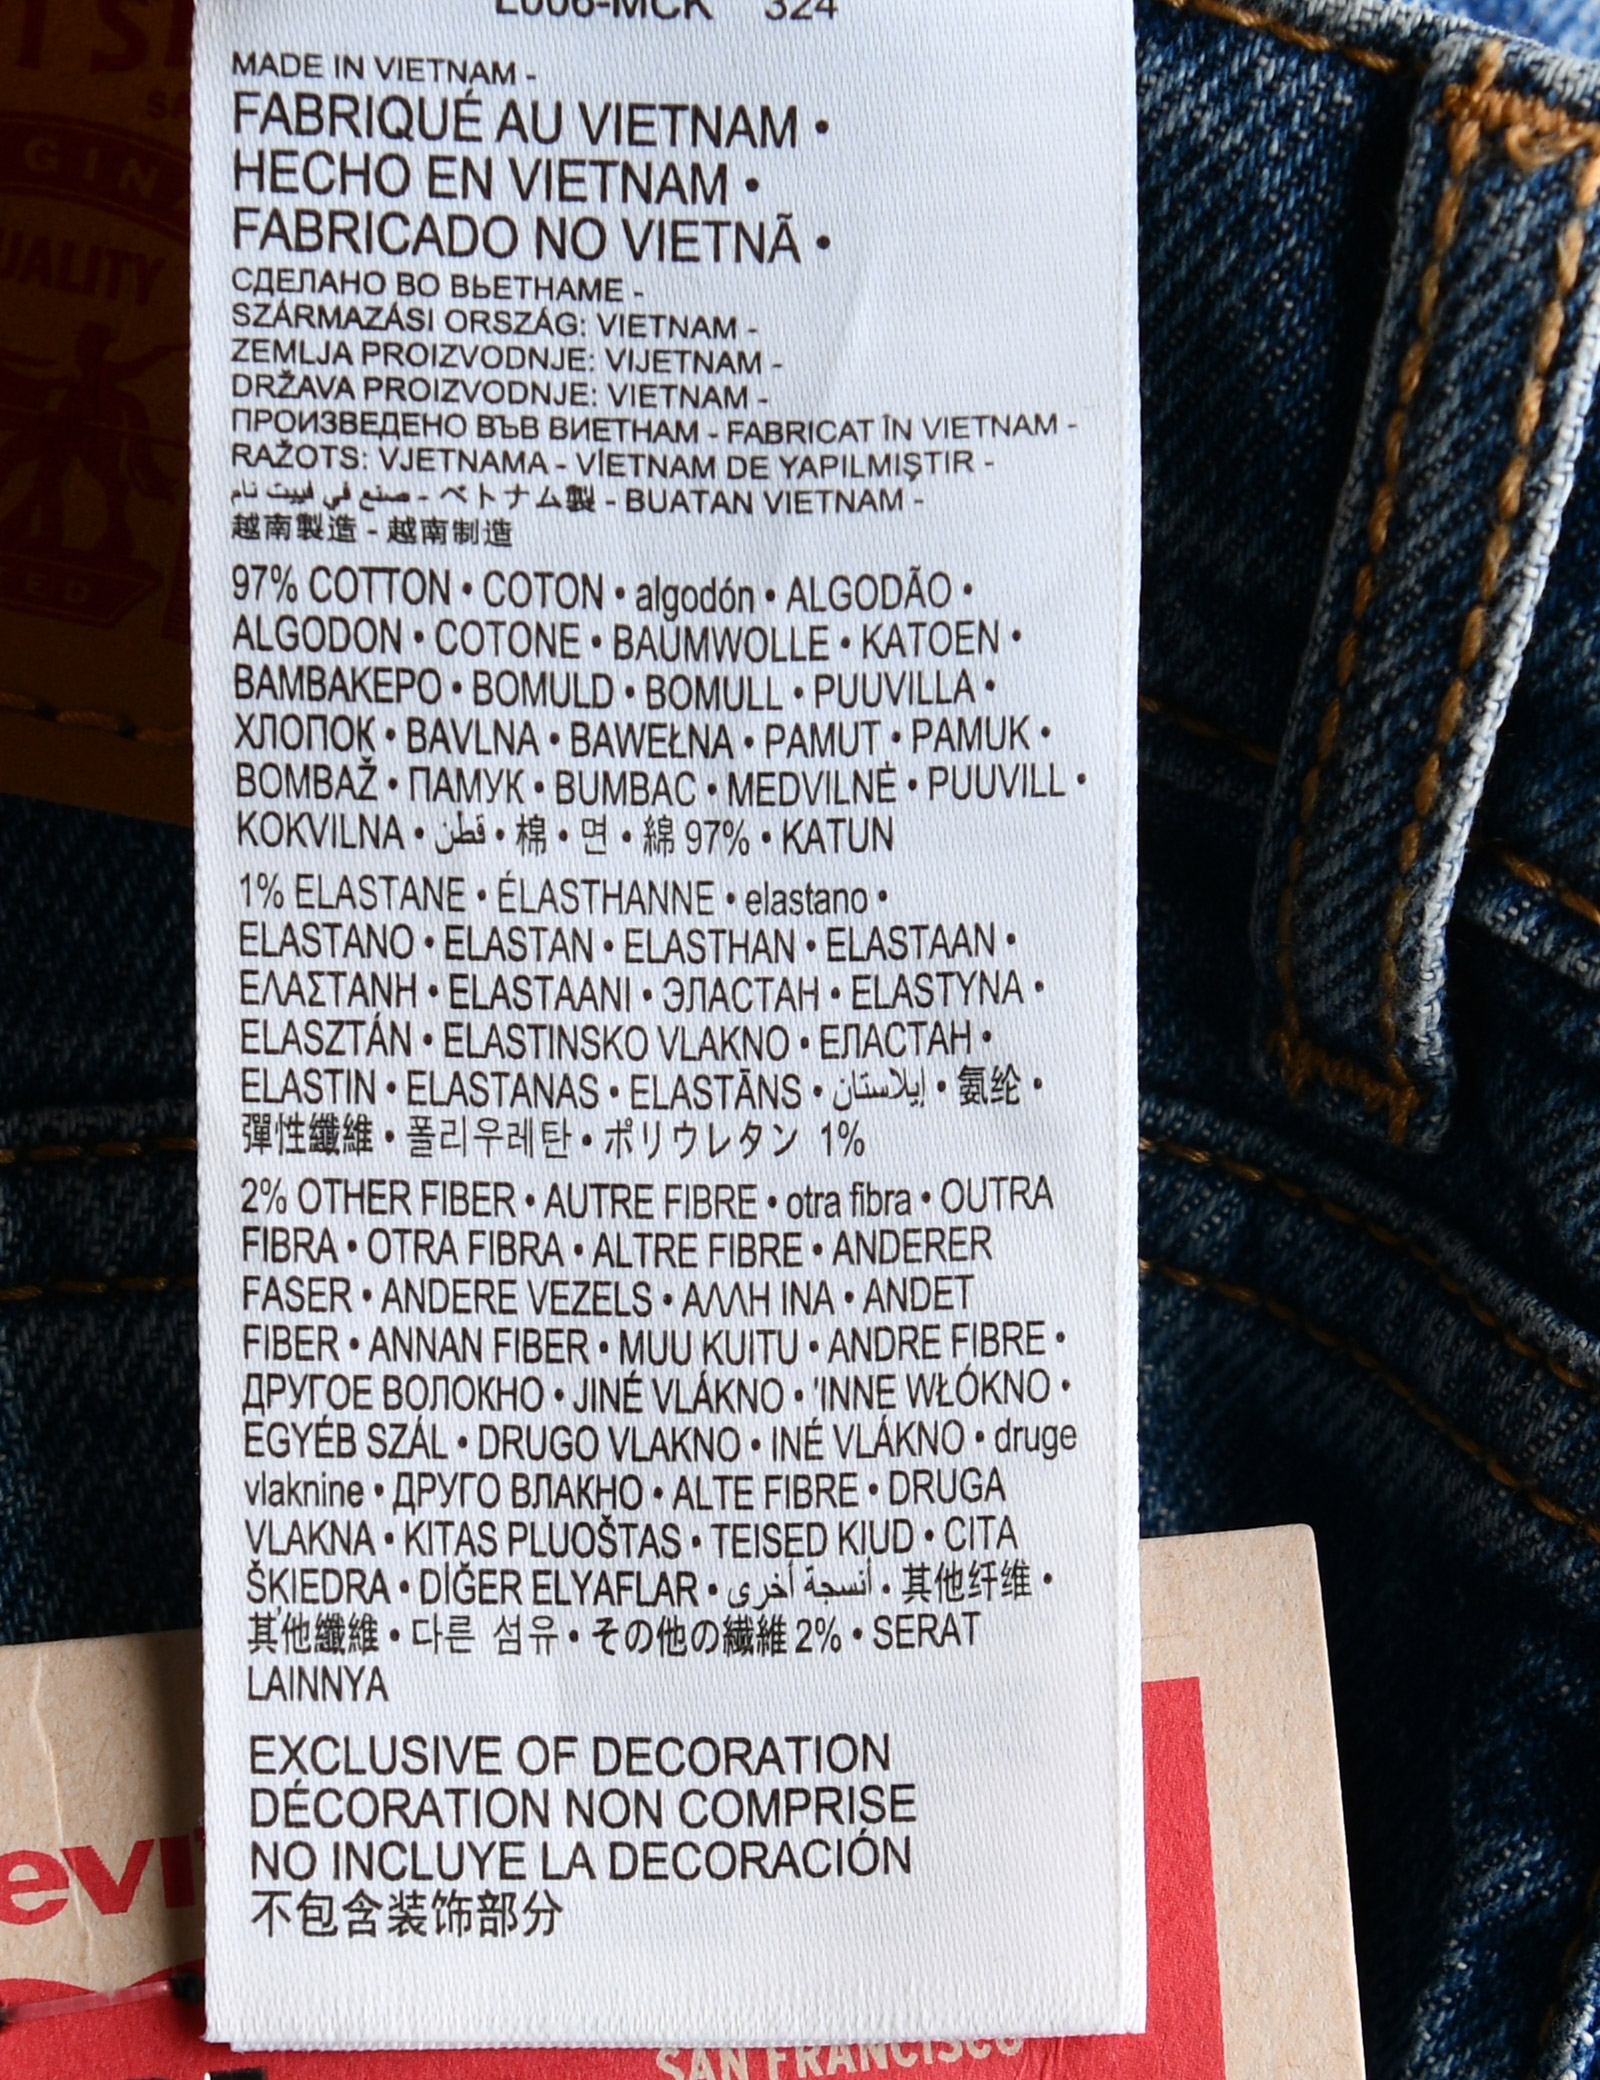 324
MADE IN VIETNAM -
FABRIQUÉ AU VIETNAM •
HECHO EN VIETNAM •
FABRICADO NO VIETNÃ •
СДЕЛАНО ВО ВЬЕТНАМЕ -
SZÁRMAZÁSI ORSZÁG: VIETNAM -
ZEMLJA PROIZVODNJE: VIJETNAM -
DRŽAVA PROIZVODNJE: VIETNAM -
ПРОИЗВЕДЕНО ВЪВ ВИЕТНАМ - FABRICAT ÎN VIETNAM -
RAŽOTS: VJETNAMA - VİETNAM DE YAPILMIŞTIR -
صنع في فييت نام - ベトナム製 - BUATAN VIETNAM -
越南製造 - 越南制造
97% COTTON • COTON • algodón • ALGODÃO •
ALGODON • COTONE • BAUMWOLLE • KATOEN •
BAMBAKEPO • BOMULD • BOMULL • PUUVILLA •
ХЛОПОК • BAVLNA • BAWEŁNA • PAMUT • PAMUK •
BOMBAŽ • ПАМУК • BUMBAC • MEDVILNĖ • PUUVILL •
KOKVILNA • قطن • 棉 • 면 • 綿 97% • KATUN
1% ELASTANE • ÉLASTHANNE • elastano •
ELASTANO • ELASTAN • ELASTHAN • ELASTAAN •
ΕΛΑΣΤΑΝΗ • ELASTAANI • ЭЛАСТАН • ELASTYNA •
ELASZTÁN • ELASTINSKO VLAKNO • ЕЛАСТАН •
ELASTIN • ELASTANAS • ELASTĀNS • إيلاستان • 氨纶 •
彈性纖維 • 폴리우레탄 • ポリウレタン 1%
2% OTHER FIBER • AUTRE FIBRE • otra fibra • OUTRA
FIBRA • OTRA FIBRA • ALTRE FIBRE • ANDERER
FASER • ANDERE VEZELS • ΑΛΛΗ ΙΝΑ • ANDET
FIBER • ANNAN FIBER • MUU KUITU • ANDRE FIBRE •
ДРУГОЕ ВОЛОКНО • JINÉ VLÁKNO • 'INNE WŁÓKNO •
EGYÉB SZÁL • DRUGO VLAKNO • INÉ VLÁKNO • druge
vlaknine • ДРУГО ВЛАКНО • ALTE FIBRE • DRUGA
VLAKNA • KITAS PLUOŠTAS • TEISED KIUD • CITA
ŠĶIEDRA • DİĞER ELYAFLAR • أنسجة أخرى • 其他纤维 •
其他纖維 • 다른 섬유 • その他の繊維 2% • SERAT
LAINNYA
EXCLUSIVE OF DECORATION
DÉCORATION NON COMPRISE
NO INCLUYE LA DECORACIÓN
不包含装饰部分
SAN FRANCISCO